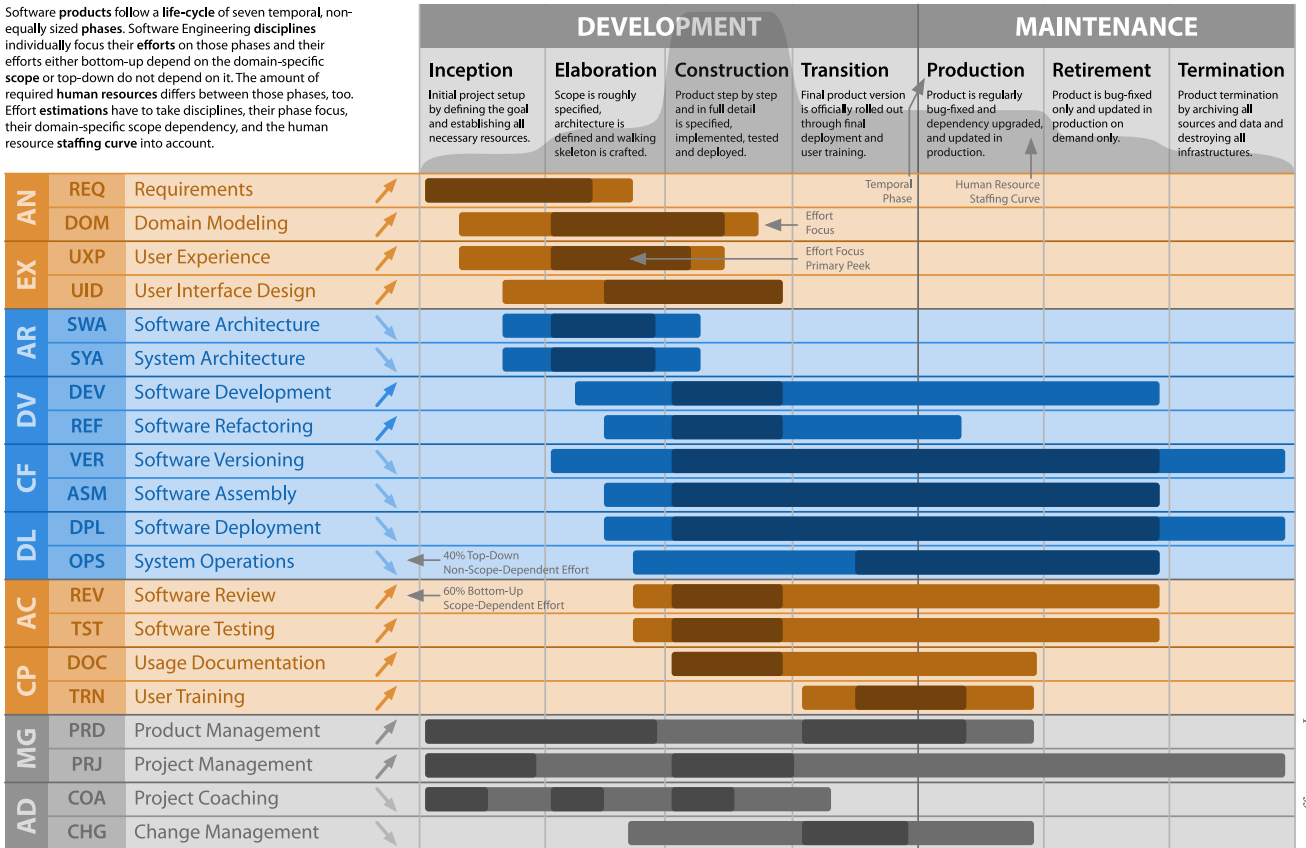 Software products follow a life-cycle of seven temporal, non-
equally sized phases. Software Engineering disciplines
individually focus their efforts on those phases and their
efforts either bottom-up depend on the domain-specific
scope or top-down do not depend on it. The amount of
required human resources differs between those phases, too.
Effort estimations have to take disciplines, their phase focus,
their domain-specific scope dependency, and the human
resource staffing curve into account.
DEVELOPMENT
MAINTENANCE
Inception
Initial project setup
by defining the goal
and establishing all
necessary resources.
Elaboration
Scope is roughly
specified,
architecture is
defined and walking
skeleton is crafted.
Construction
Product step by step
and in full detail
is specified,
implemented, tested
and deployed.
Transition
Final product version
is officially rolled out
through final
deployment and
user training.
Production
Product is regularly
bug-fixed and
dependency upgraded,
and updated in
production.
Retirement
Product is bug-fixed
only and updated in
production on
demand only.
Termination
Product termination
by archiving all
sources and data and
destroying all
infrastructures.
Temporal
Phase
Human Resource
Staffing Curve
AN
REQ Requirements
DOM Domain Modeling
Effort
Focus
EX
UXP User Experience
Effort Focus
Primary Peek
UID User Interface Design
AR
SWA Software Architecture
SYA System Architecture
DV
DEV Software Development
REF Software Refactoring
CF
VER Software Versioning
ASM Software Assembly
DL
DPL Software Deployment
OPS System Operations
40% Top-Down
Non-Scope-Dependent Effort
AC
REV Software Review
60% Bottom-Up
Scope-Dependent Effort
TST Software Testing
CP
DOC Usage Documentation
TRN User Training
MG
PRD Product Management
PRJ Project Management
AD
COA Project Coaching
CHG Change Management